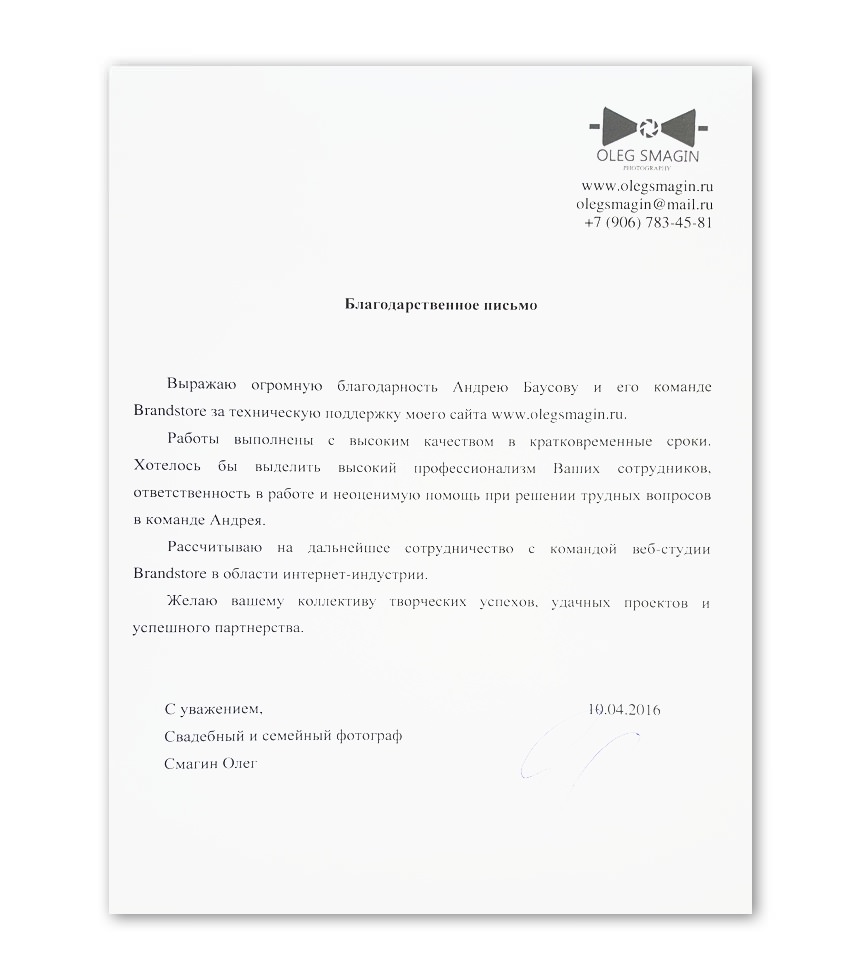 OLEG SMAGIN
PHOTOGRAPHY
www.olegsmagin.ru
olegsmagin@mail.ru
+7 (906) 783-45-81
Благодарственное письмо
Выражаю огромную благодарность Андрею Баусову и его команде
Brandstore за техническую поддержку моего сайта www.olegsmagin.ru.
Работы выполнены с высоким качеством в кратковременные сроки.
Хотелось бы выделить высокий профессионализм Ваших сотрудников,
ответственность в работе и неоценимую помощь при решении трудных вопросов
в команде Андрея.
Рассчитываю на дальнейшее сотрудничество с командой веб-студии
Brandstore в области интернет-индустрии.
Желаю вашему коллективу творческих успехов, удачных проектов и
успешного партнерства.
С уважением, 10.04.2016
Свадебный и семейный фотограф
Смагин Олег